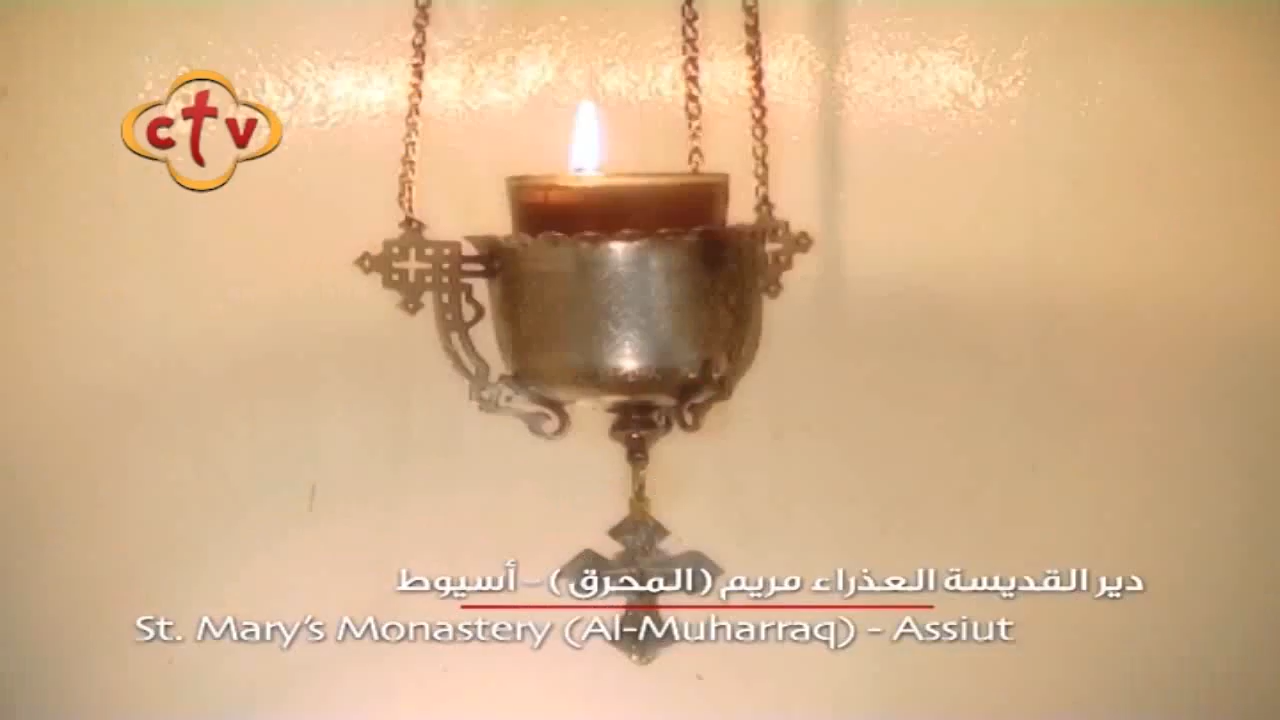 ctv
دير القديسة العذراء مريم (المحرق) - أسيوط
St. Mary's Monastery (Al-Muharraq) - Assiut